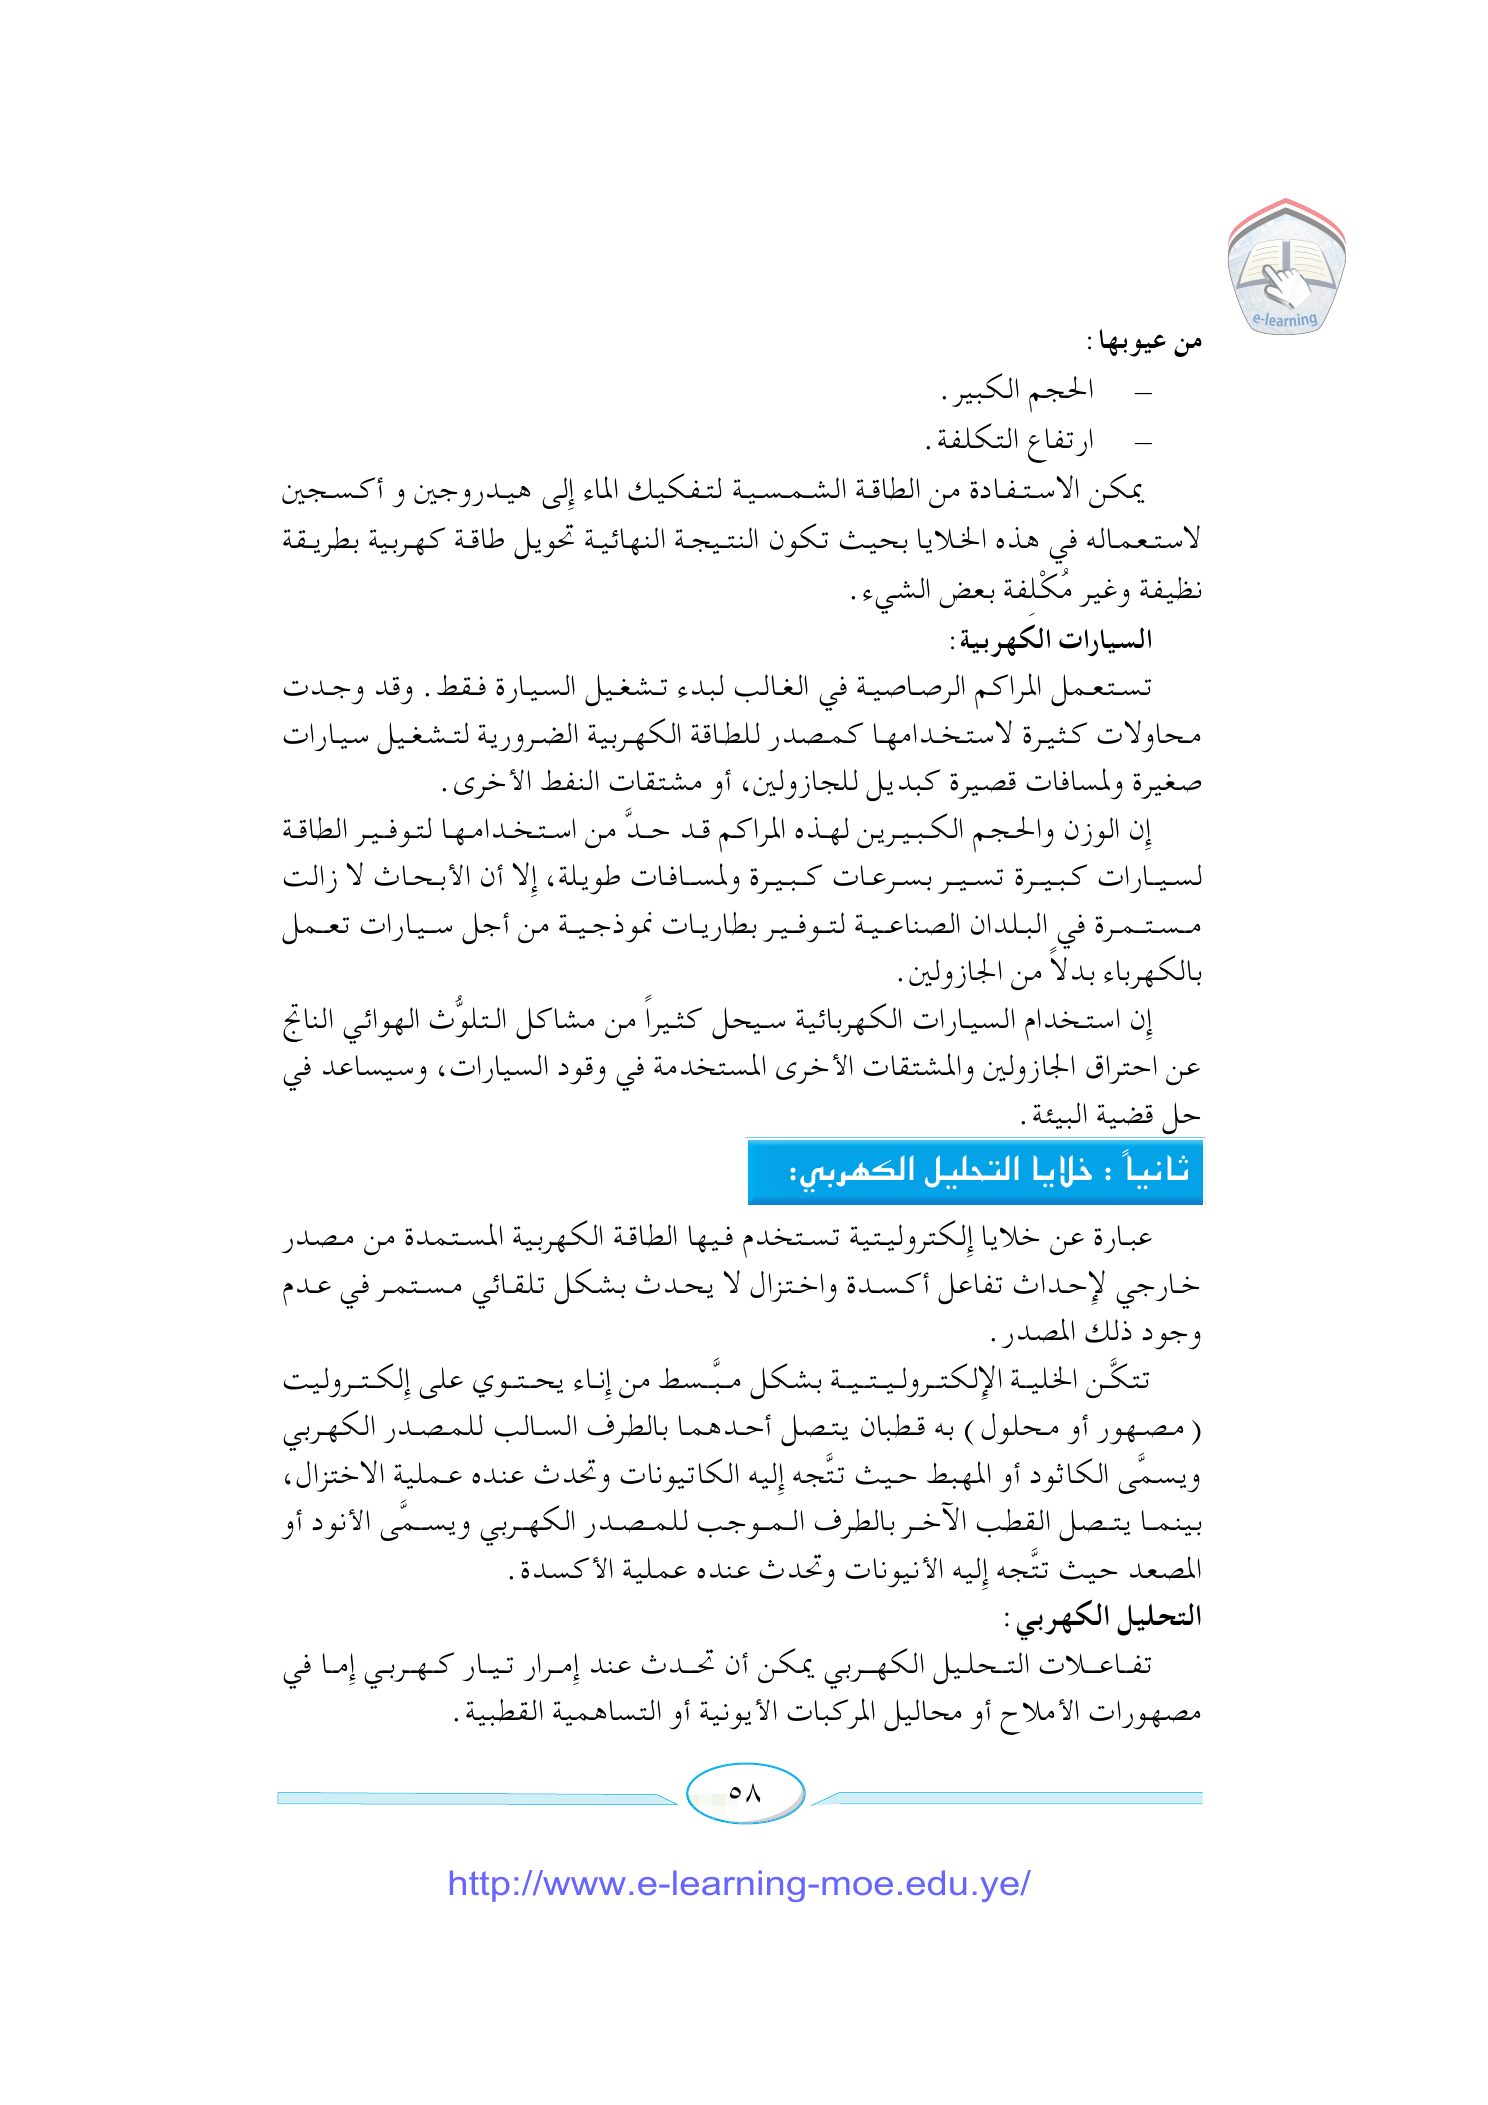 e-learning
من عيوبها :
– الحجم الكبير .
– ارتفاع التكلفة .
يمكن الاستفادة من الطاقة الشمسية لتفكيك الماء إلى هيدروجين و أكسجين
لاستعماله في هذه الخلايا بحيث تكون النتيجة النهائية تحويل طاقة كهربية بطريقة
نظيفة وغير مُكْلِفة بعض الشيء .
السيارات الكَهربية :
تستعمل المراكم الرصاصية في الغالب لبدء تشغيل السيارة فقط . وقد وجدت
محاولات كثيرة لاستخدامها كمصدر للطاقة الكهربية الضرورية لتشغيل سيارات
صغيرة ولمسافات قصيرة كبديل للجازولين، أو مشتقات النفط الأخرى .
إن الوزن والحجم الكبيرين لهذه المراكم قد حدَّ من استخدامها لتوفير الطاقة
لسيارات كبيرة تسير بسرعات كبيرة ولمسافات طويلة، إلا أن الأبحاث لا زالت
مستمرة في البلدان الصناعية لتوفير بطاريات نموذجية من أجل سيارات تعمل
بالكهرباء بدلاً من الجازولين .
إن استخدام السيارات الكهربائية سيحل كثيراً من مشاكل التلوُّث الهوائي الناتج
عن احتراق الجازولين والمشتقات الأخرى المستخدمة في وقود السيارات، وسيساعد في
حل قضية البيئة .
ثانياً : خلايا التحليل الكهربي:
عبارة عن خلايا إلكتروليتية تستخدم فيها الطاقة الكهربية المستمدة من مصدر
خارجي لإحداث تفاعل أكسدة واختزال لا يحدث بشكل تلقائي مستمر في عدم
وجود ذلك المصدر .
تتكَّن الخلية الإلكتروليتية بشكل مبَّسط من إناء يحتوي على إلكتروليت
( مصهور أو محلول ) به قطبان يتصل أحدهما بالطرف السالب للمصدر الكهربي
ويسمَّى الكاثود أو المهبط حيث تتَّجه إليه الكاتيونات وتحدث عنده عملية الاختزال،
بينما يتصل القطب الآخر بالطرف الموجب للمصدر الكهربي ويسمَّى الأنود أو
المصعد حيث تتَّجه إليه الأنيونات وتحدث عنده عملية الأكسدة .
التحليل الكهربي :
تفاعلات التحليل الكهربي يمكن أن تحدث عند إمرار تيار كهربي إما في
مصهورات الأملاح أو محاليل المركبات الأيونية أو التساهمية القطبية .
٥٨
http://www.e-learning-moe.edu.ye/